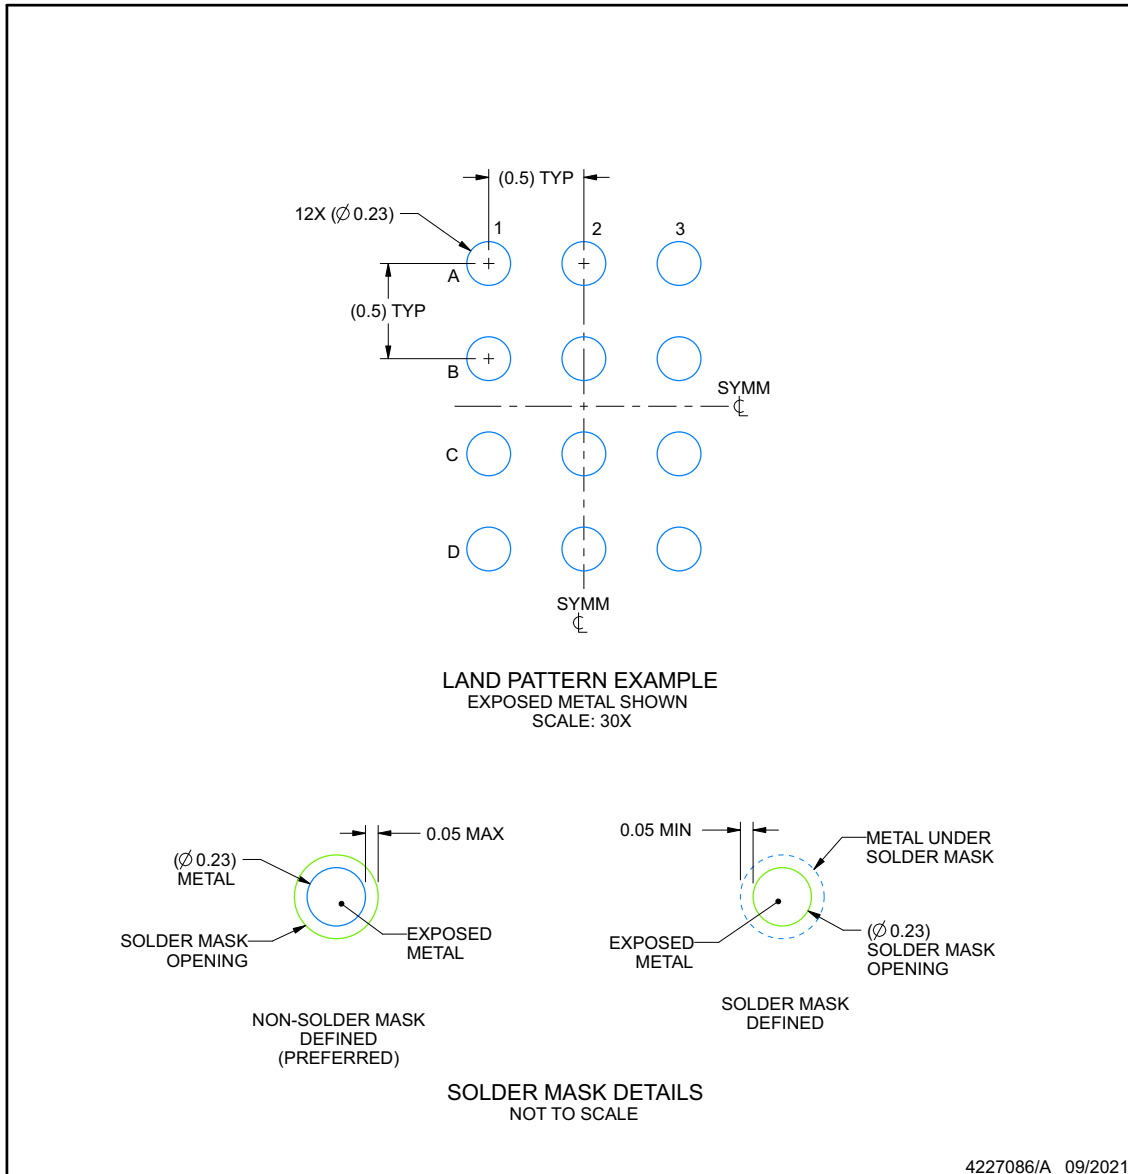 (0.5) TYP
12X (∅ 0.23)
1
2
3
A
(0.5) TYP
B
SYMM
℄
C
D
SYMM
℄
LAND PATTERN EXAMPLE
EXPOSED METAL SHOWN
SCALE: 30X
0.05 MAX
(∅ 0.23)
METAL
SOLDER MASK
OPENING
EXPOSED
METAL
NON-SOLDER MASK
DEFINED
(PREFERRED)
0.05 MIN
METAL UNDER
SOLDER MASK
EXPOSED
METAL
(∅ 0.23)
SOLDER MASK
OPENING
SOLDER MASK
DEFINED
SOLDER MASK DETAILS
NOT TO SCALE
4227086/A 09/2021